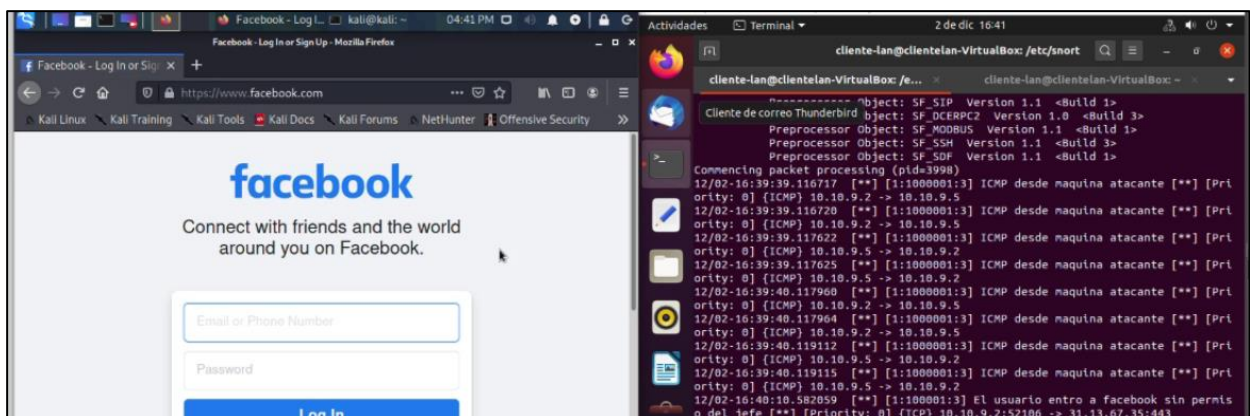 Facebook - Log I... kali@kali: ~ 04:41 PM
Facebook - Log In or Sign Up - Mozilla Firefox
Facebook - Log In or Sign
https://www.facebook.com
Kali Linux Kali Training Kali Tools Kali Docs Kali Forums NetHunter Offensive Security
facebook
Connect with friends and the world
around you on Facebook.
Email or Phone Number
Password
Log In
Actividades Terminal 2 de dic 16:41
cliente-lan@clientelan-VirtualBox: /etc/snort
cliente-lan@clientelan-VirtualBox: /e... cliente-lan@clientelan-VirtualBox: ~
Cliente de correo Thunderbird
Preprocessor Object: SF_SIP Version 1.1 <Build 1>
Object: SF_DCERPC2 Version 1.0 <Build 3>
Preprocessor Object: SF_MODBUS Version 1.1 <Build 1>
Preprocessor Object: SF_SSH Version 1.1 <Build 3>
Preprocessor Object: SF_SDF Version 1.1 <Build 1>
Commencing packet processing (pid=3998)
12/02-16:39:39.116717 [**] [1:1000001:3] ICMP desde maquina atacante [**] [Pri
ority: 0] {ICMP} 10.10.9.2 -> 10.10.9.5
12/02-16:39:39.116720 [**] [1:1000001:3] ICMP desde maquina atacante [**] [Pri
ority: 0] {ICMP} 10.10.9.2 -> 10.10.9.5
12/02-16:39:39.117622 [**] [1:1000001:3] ICMP desde maquina atacante [**] [Pri
ority: 0] {ICMP} 10.10.9.5 -> 10.10.9.2
12/02-16:39:39.117625 [**] [1:1000001:3] ICMP desde maquina atacante [**] [Pri
ority: 0] {ICMP} 10.10.9.5 -> 10.10.9.2
12/02-16:39:40.117960 [**] [1:1000001:3] ICMP desde maquina atacante [**] [Pri
ority: 0] {ICMP} 10.10.9.2 -> 10.10.9.5
12/02-16:39:40.117964 [**] [1:1000001:3] ICMP desde maquina atacante [**] [Pri
ority: 0] {ICMP} 10.10.9.2 -> 10.10.9.5
12/02-16:39:40.119112 [**] [1:1000001:3] ICMP desde maquina atacante [**] [Pri
ority: 0] {ICMP} 10.10.9.5 -> 10.10.9.2
12/02-16:39:40.119115 [**] [1:1000001:3] ICMP desde maquina atacante [**] [Pri
ority: 0] {ICMP} 10.10.9.5 -> 10.10.9.2
12/02-16:40:10.582059 [**] [1:100001:3] El usuario entro a facebook sin permis
o del jefe [**] [Priority: 0] {TCP} 10.10.9.2:52106 -> 31.13.67.35:44